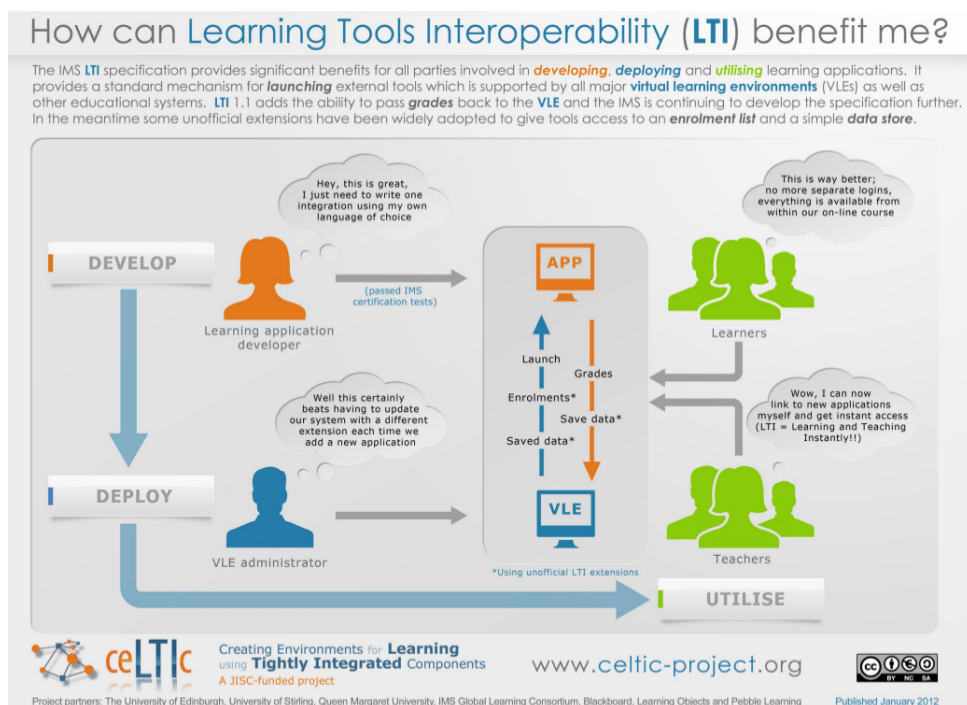 How can Learning Tools Interoperability (LTI) benefit me?
The IMS LTI specification provides significant benefits for all parties involved in developing, deploying and utilising learning applications. It
provides a standard mechanism for launching external tools which is supported by all major virtual learning environments (VLEs) as well as
other educational systems. LTI 1.1 adds the ability to pass grades back to the VLE and the IMS is continuing to develop the specification further.
In the meantime some unofficial extensions have been widely adopted to give tools access to an enrolment list and a simple data store.
DEVELOP
Hey, this is great,
I just need to write one
integration using my own
language of choice
Learning application
developer
(passed IMS
certification tests)
APP
This is way better;
no more separate logins,
everything is available from
within our on-line course
Learners
Launch
Grades
Enrolments*
Save data*
Saved data*
Well this certainly
beats having to update
our system with a different
extension each time we
add a new application
Wow, I can now
link to new applications
myself and get instant access
(LTI = Learning and Teaching
Instantly!!)
DEPLOY
VLE administrator
VLE
*Using unofficial LTI extensions
Teachers
UTILISE
ceLTIc
Creating Environments for Learning
using Tightly Integrated Components
A JISC-funded project
www.celtic-project.org
cc
BY NC SA
Project partners: The University of Edinburgh, University of Stirling, Queen Margaret University, IMS Global Learning Consortium, Blackboard, Learning Objects and Pebble Learning
Published January 2012